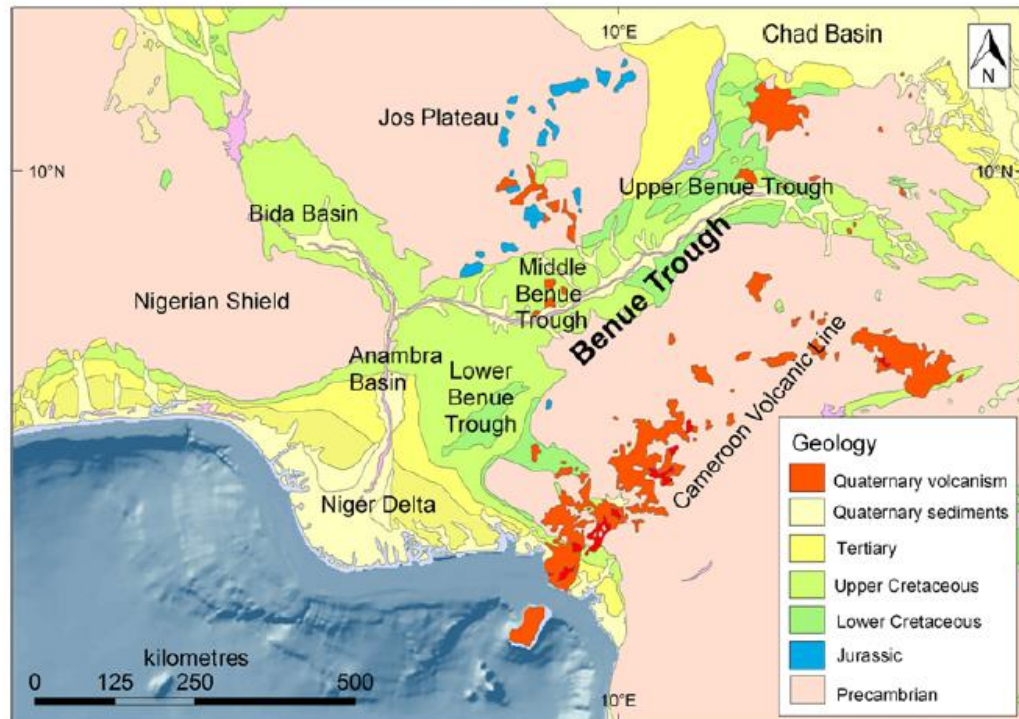 10°E
Chad Basin
N
Jos Plateau
10°N
10°N
Upper Benue Trough
Bida Basin
Middle
Benue
Trough
Benue Trough
Nigerian Shield
Anambra
Basin
Lower
Benue
Trough
Cameroon Volcanic Line
Niger Delta
kilometres
0 125 250 500
10°E
Geology
Quaternary volcanism
Quaternary sediments
Tertiary
Upper Cretaceous
Lower Cretaceous
Jurassic
Precambrian